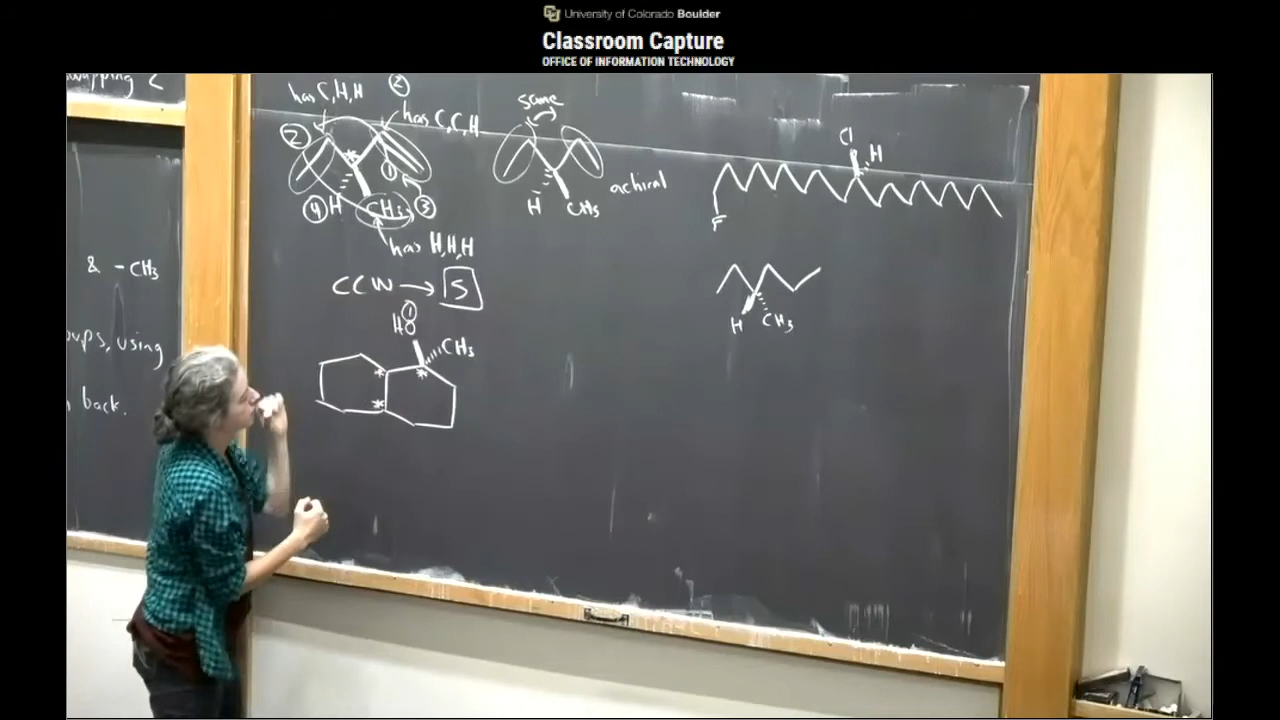 University of Colorado Boulder
Classroom Capture
OFFICE OF INFORMATION TECHNOLOGY
& -CH3
using
back.
has C,H,H
②
has C,C,H
②
*
①
④ H
CH3 ③
has H,H,H
CCW → S
same
H
CH3
achiral
Cl
H
F
H
CH3
①
HO
CH3
*
*
*